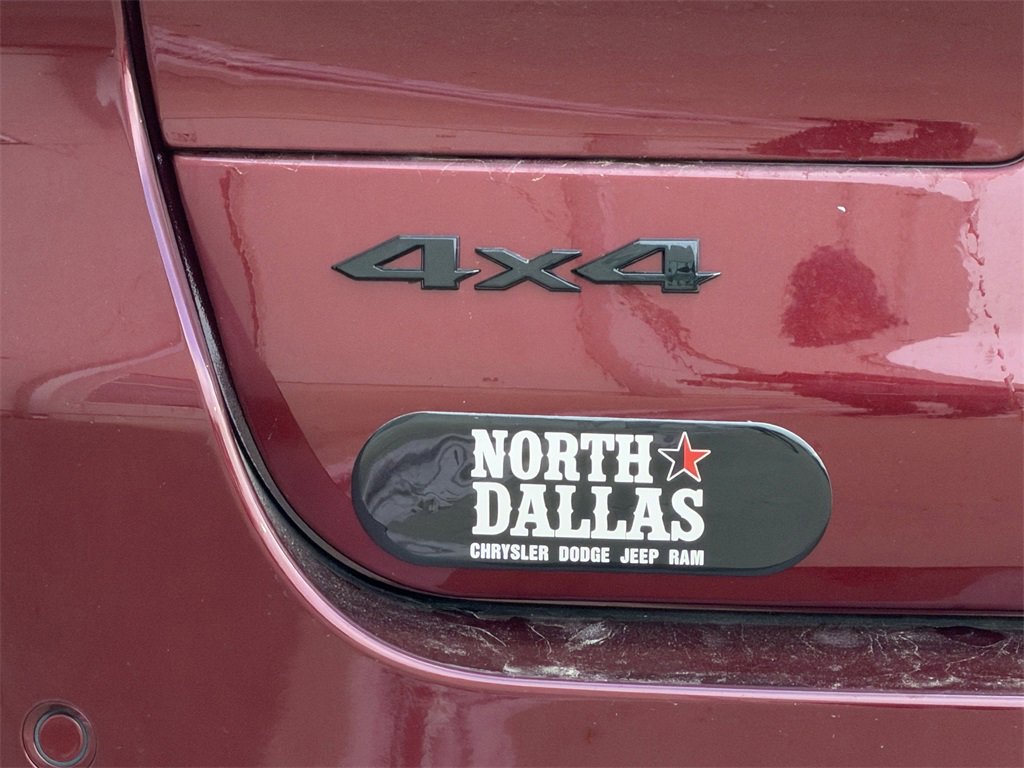 4x4
NORTH
DALLAS
CHRYSLER DODGE JEEP RAM